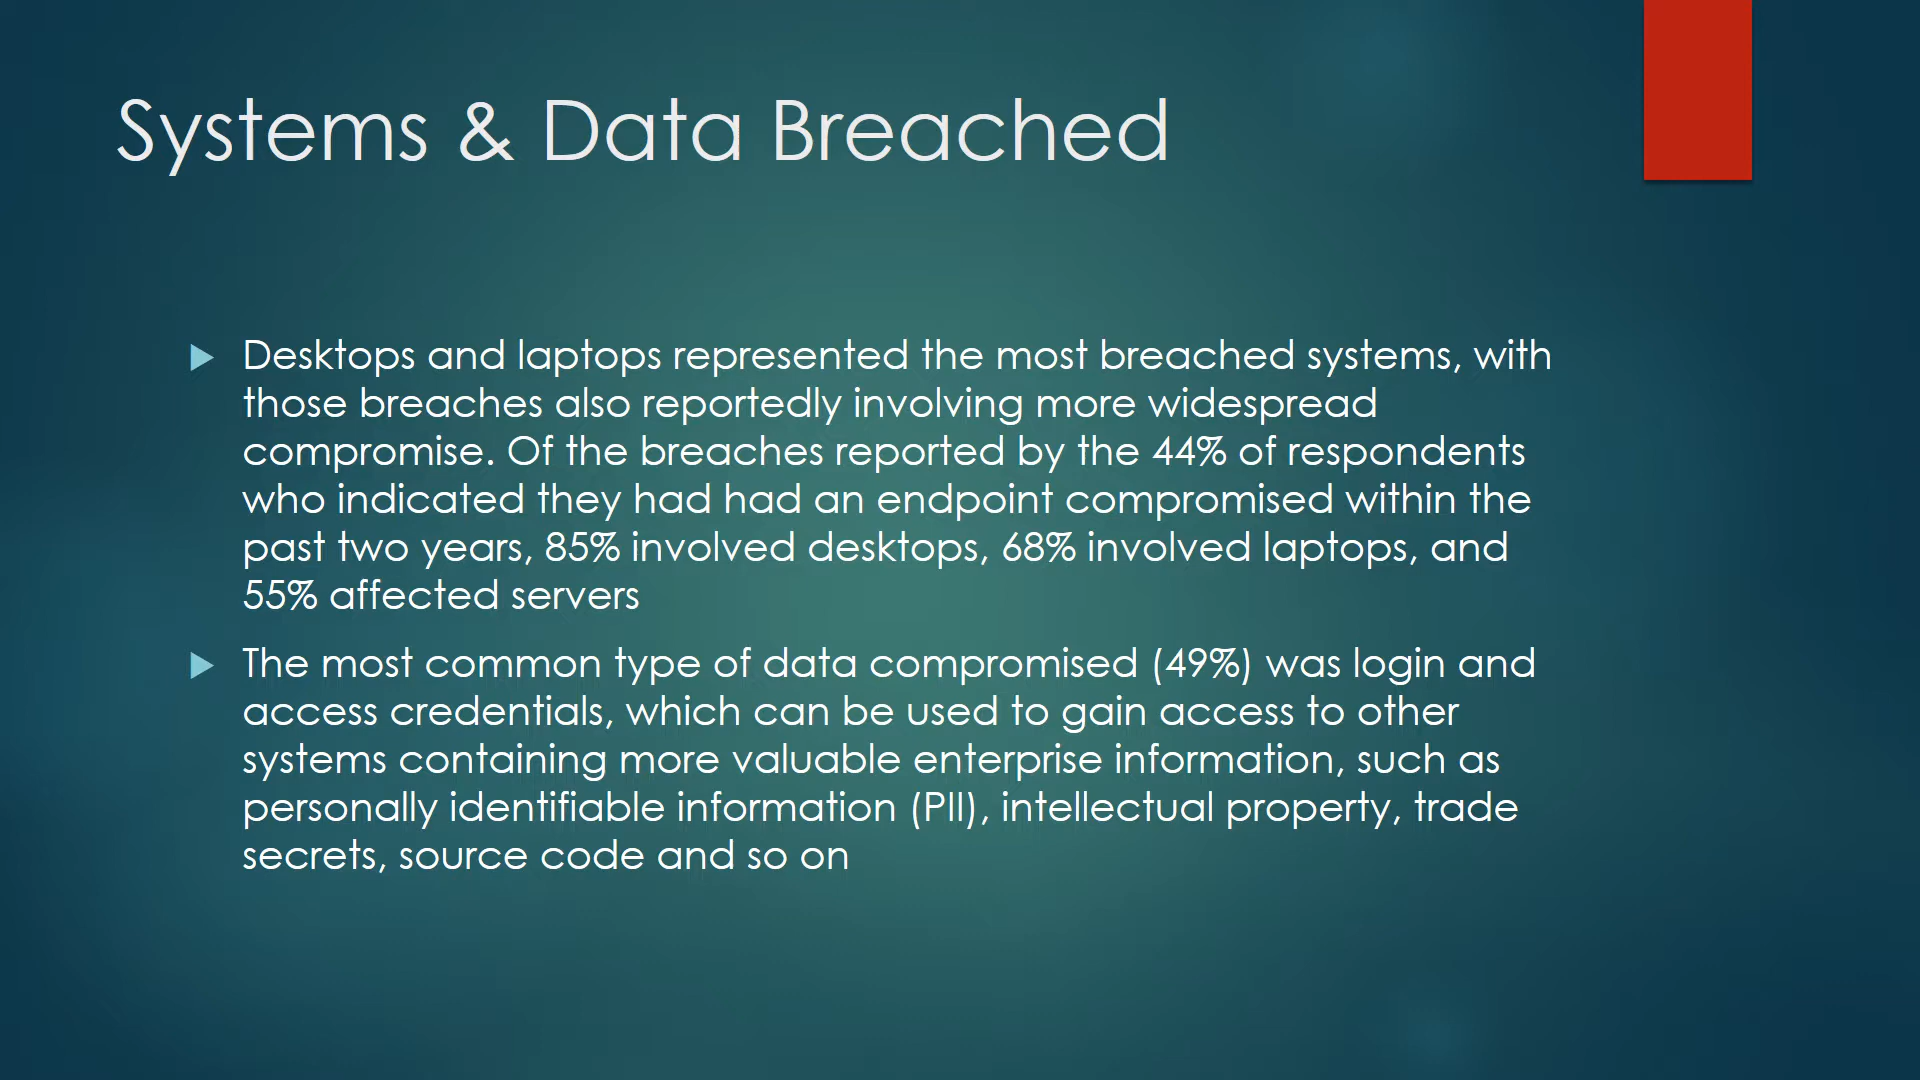 Systems & Data Breached
Desktops and laptops represented the most breached systems, with
those breaches also reportedly involving more widespread
compromise. Of the breaches reported by the 44% of respondents
who indicated they had had an endpoint compromised within the
past two years, 85% involved desktops, 68% involved laptops, and
55% affected servers
The most common type of data compromised (49%) was login and
access credentials, which can be used to gain access to other
systems containing more valuable enterprise information, such as
personally identifiable information (PII), intellectual property, trade
secrets, source code and so on